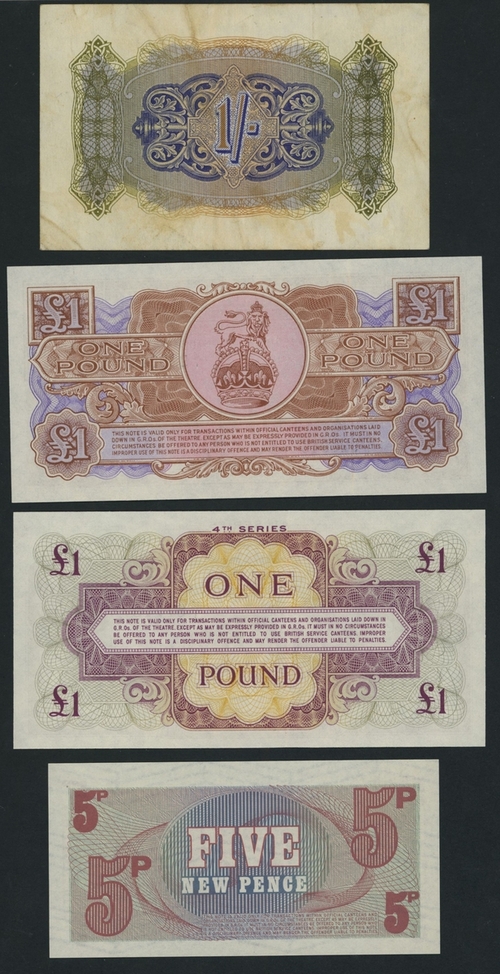 1/-
£1 £1
ONE POUND ONE POUND
THIS NOTE IS VALID ONLY FOR TRANSACTIONS WITHIN OFFICIAL CANTEENS AND ORGANISATIONS LAID
DOWN IN G.R.Os. OF THE THEATRE, EXCEPT AS MAY BE EXPRESSLY PROVIDED IN G.R.Os. IT MUST IN NO
CIRCUMSTANCES BE OFFERED TO ANY PERSON WHO IS NOT ENTITLED TO USE BRITISH SERVICE CANTEENS.
IMPROPER USE OF THIS NOTE IS A DISCIPLINARY OFFENCE AND MAY RENDER THE OFFENDER LIABLE TO PENALTIES.
£1 £1
4TH SERIES
£1 £1
ONE
THIS NOTE IS VALID ONLY FOR TRANSACTIONS WITHIN OFFICIAL CANTEENS AND ORGANISATIONS LAID DOWN IN
G.R.Os. OF THE THEATRE, EXCEPT AS MAY BE EXPRESSLY PROVIDED IN G.R.Os. IT MUST IN NO CIRCUMSTANCES
BE OFFERED TO ANY PERSON WHO IS NOT ENTITLED TO USE BRITISH SERVICE CANTEENS. IMPROPER
USE OF THIS NOTE IS A DISCIPLINARY OFFENCE AND MAY RENDER THE OFFENDER LIABLE TO PENALTIES.
POUND
£1 £1
5P 5P
FIVE
NEW PENCE
5P 5P